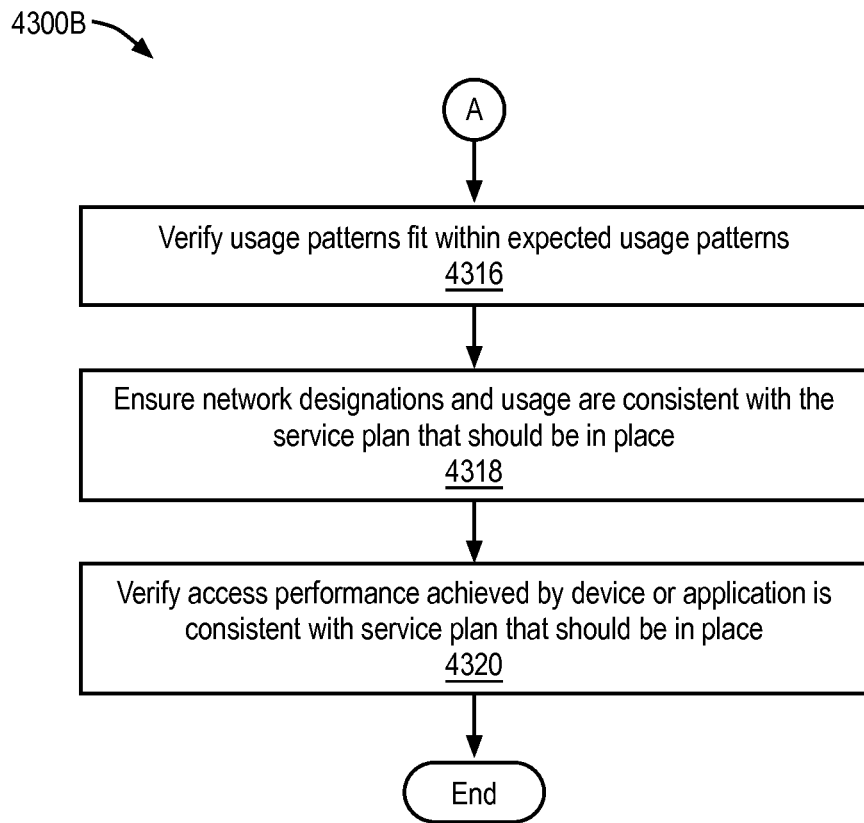 4300B
A
Verify usage patterns fit within expected usage patterns
4316
Ensure network designations and usage are consistent with the
service plan that should be in place
4318
Verify access performance achieved by device or application is
consistent with service plan that should be in place
4320
End